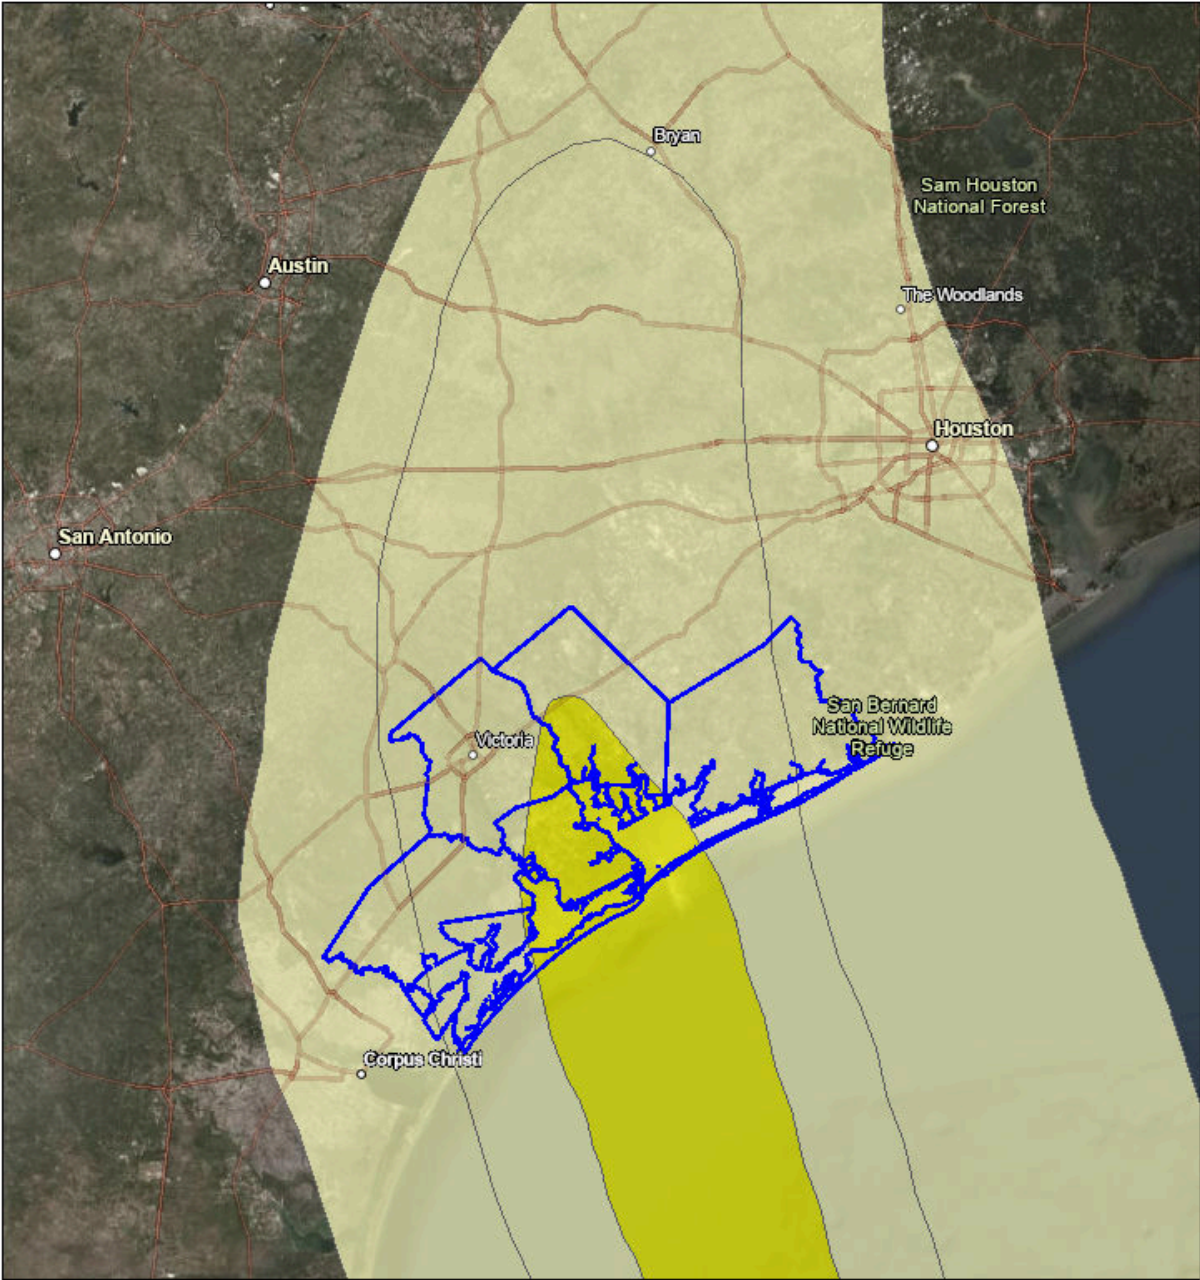 Bryan
Sam Houston
National Forest
Austin
The Woodlands
Houston
San Antonio
San Bernard
National Wildlife
Refuge
Victoria
Corpus Christi